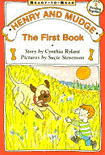 READY-TO-READ
HENRY AND MUDGE
The First Book
Story by Cynthia Rylant
Pictures by Suçie Stevenson